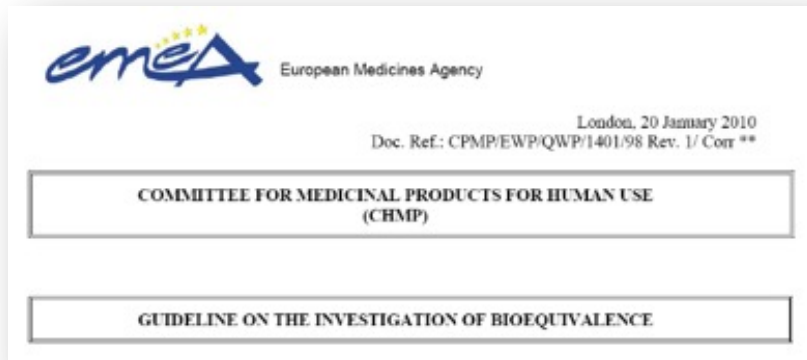 emeA
European Medicines Agency
London, 20 January 2010
Doc. Ref.: CPMP/EWP/QWP/1401/98 Rev. 1/ Corr **
COMMITTEE FOR MEDICINAL PRODUCTS FOR HUMAN USE
(CHMP)
GUIDELINE ON THE INVESTIGATION OF BIOEQUIVALENCE